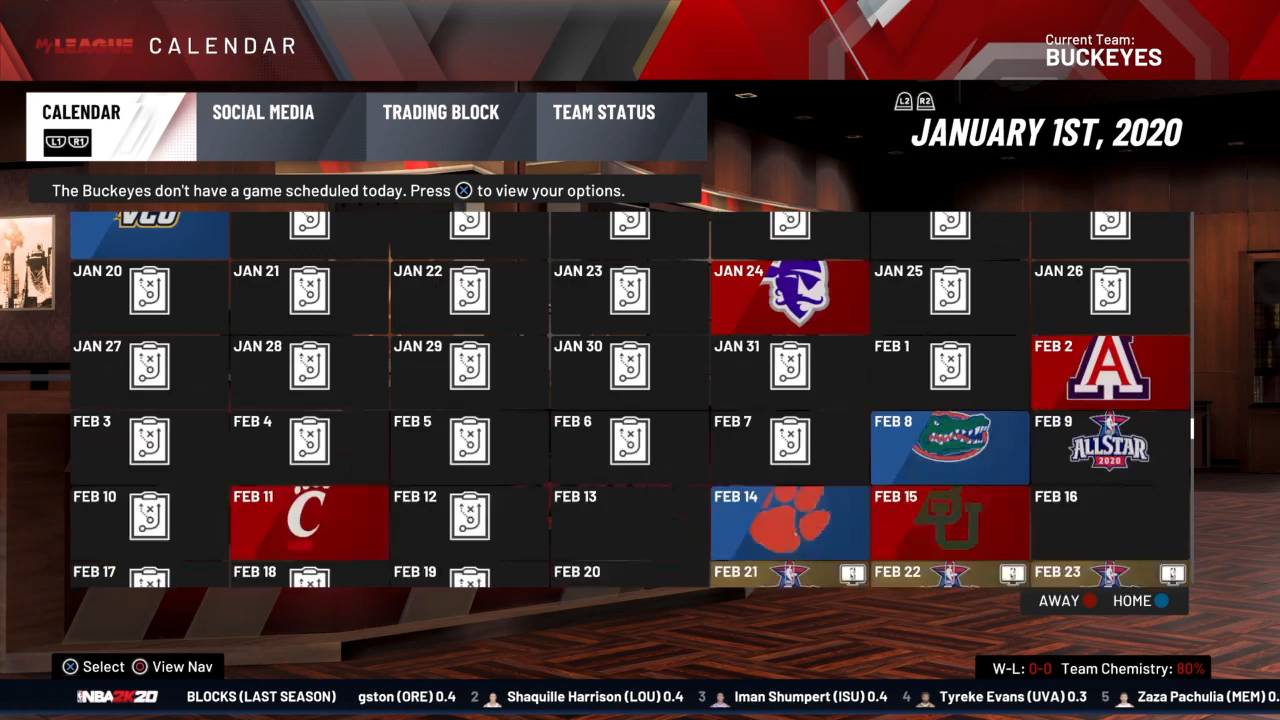 MyLEAGUE CALENDAR
Current Team:
BUCKEYES
CALENDAR SOCIAL MEDIA TRADING BLOCK TEAM STATUS
L1 R1
L2 R2
JANUARY 1ST, 2020
The Buckeyes don't have a game scheduled today. Press to view your options.
VCU
JAN 20 JAN 21 JAN 22 JAN 23 JAN 24 JAN 25 JAN 26
JAN 27 JAN 28 JAN 29 JAN 30 JAN 31 FEB 1 FEB 2 A
FEB 3 FEB 4 FEB 5 FEB 6 FEB 7 FEB 8 FEB 9 ALLSTAR 2020
FEB 10 FEB 11 C FEB 12 FEB 13 FEB 14 FEB 15 BU FEB 16
FEB 17 FEB 18 FEB 19 FEB 20 FEB 21 FEB 22 FEB 23
AWAY HOME
Select View Nav
W-L: 0-0 Team Chemistry: 80%
NBA2K20 BLOCKS (LAST SEASON) gston (ORE) 0.4 2 Shaquille Harrison (LOU) 0.4 3 Iman Shumpert (ISU) 0.4 4 Tyreke Evans (UVA) 0.3 5 Zaza Pachulia (MEM) 0.